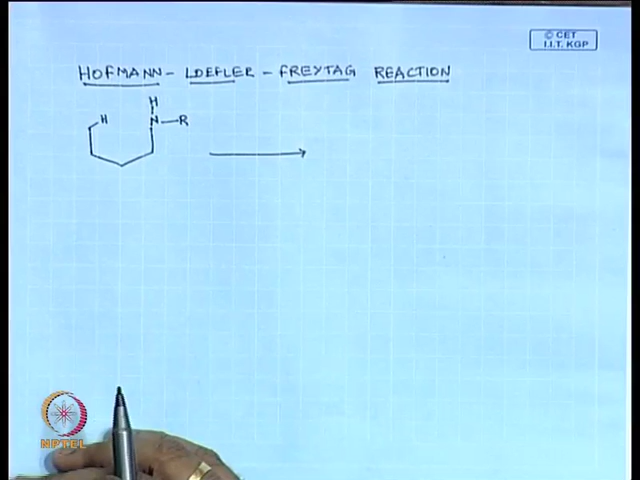 © CET
I.I.T. KGP
HOFMANN - LOEFLER - FREYTAG REACTION
H
H N - R
NPTEL